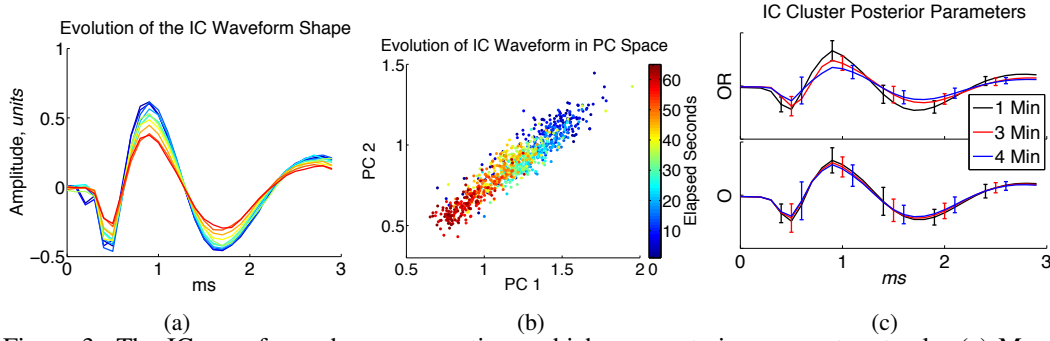 Evolution of the IC Waveform Shape
Amplitude, units
1
0.5
0
−0.5
0 1 2 3
ms
(a)
Evolution of IC Waveform in PC Space
PC 2
1.5
1
0.5
0.5 1 1.5 2
PC 1
60
50
40
30
20
10
0
Elapsed Seconds
(b)
IC Cluster Posterior Parameters
OR
O
1 Min
3 Min
4 Min
0 1 2 3
ms
(c)